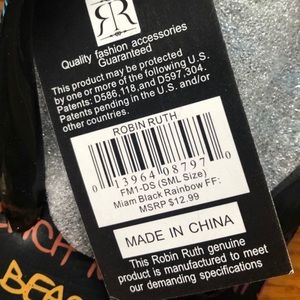 RR
Quality fashion accessories
Guaranteed
This product may be protected
by one or more of the following U.S.
Patents: D586,118,and D597,304.
Patents pending in the U.S. and/or
other countries.
ROBIN RUTH
0 13964 08797 0
FM1-DS (SML Size)
Miam Black Rainbow FF:
MSRP $12.99
MADE IN CHINA
This Robin Ruth genuine
product is manufactured to meet
our demanding specifications